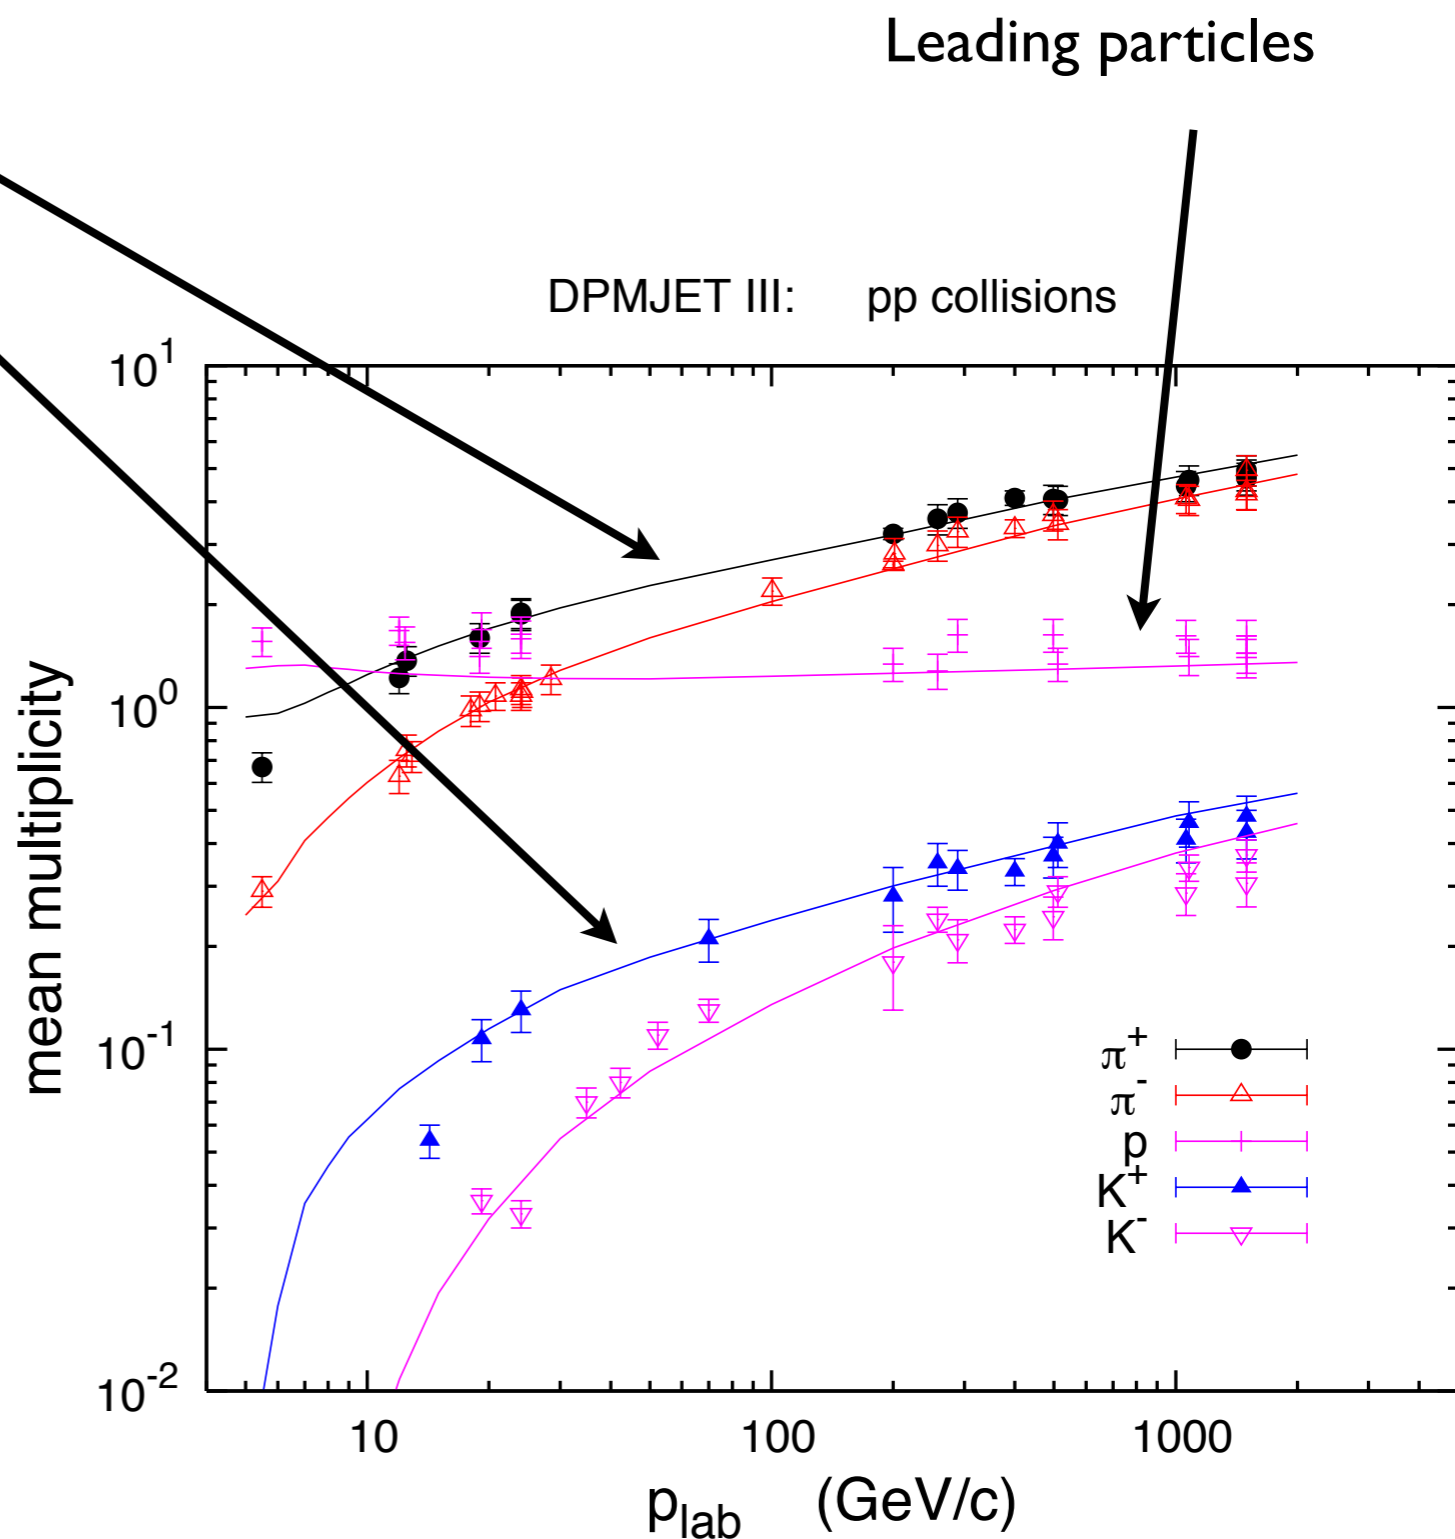 Leading particles
DPMJET III: pp collisions
10^1
10^0
10^-1
10^-2
mean multiplicity
π^+
π^-
p
K^+
K^-
10 100 1000
p_lab (GeV/c)